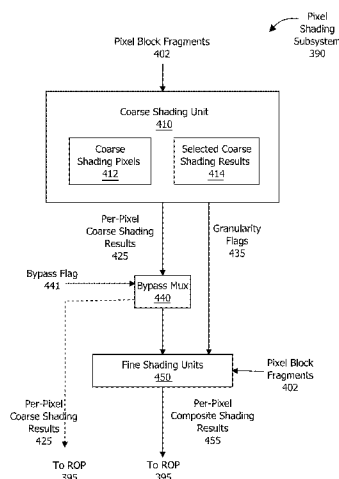 Pixel
Shading
Subsystem
390
Pixel Block Fragments
402
Coarse Shading Unit
410
Coarse
Shading Pixels
412
Selected Coarse
Shading Results
414
Per-Pixel
Coarse Shading
Results
425
Granularity
Flags
435
Bypass Flag
441
Bypass Mux
440
Fine Shading Units
450
Pixel Block
Fragments
402
Per-Pixel
Coarse Shading
Results
425
Per-Pixel
Composite Shading
Results
455
To ROP
395
To ROP
395